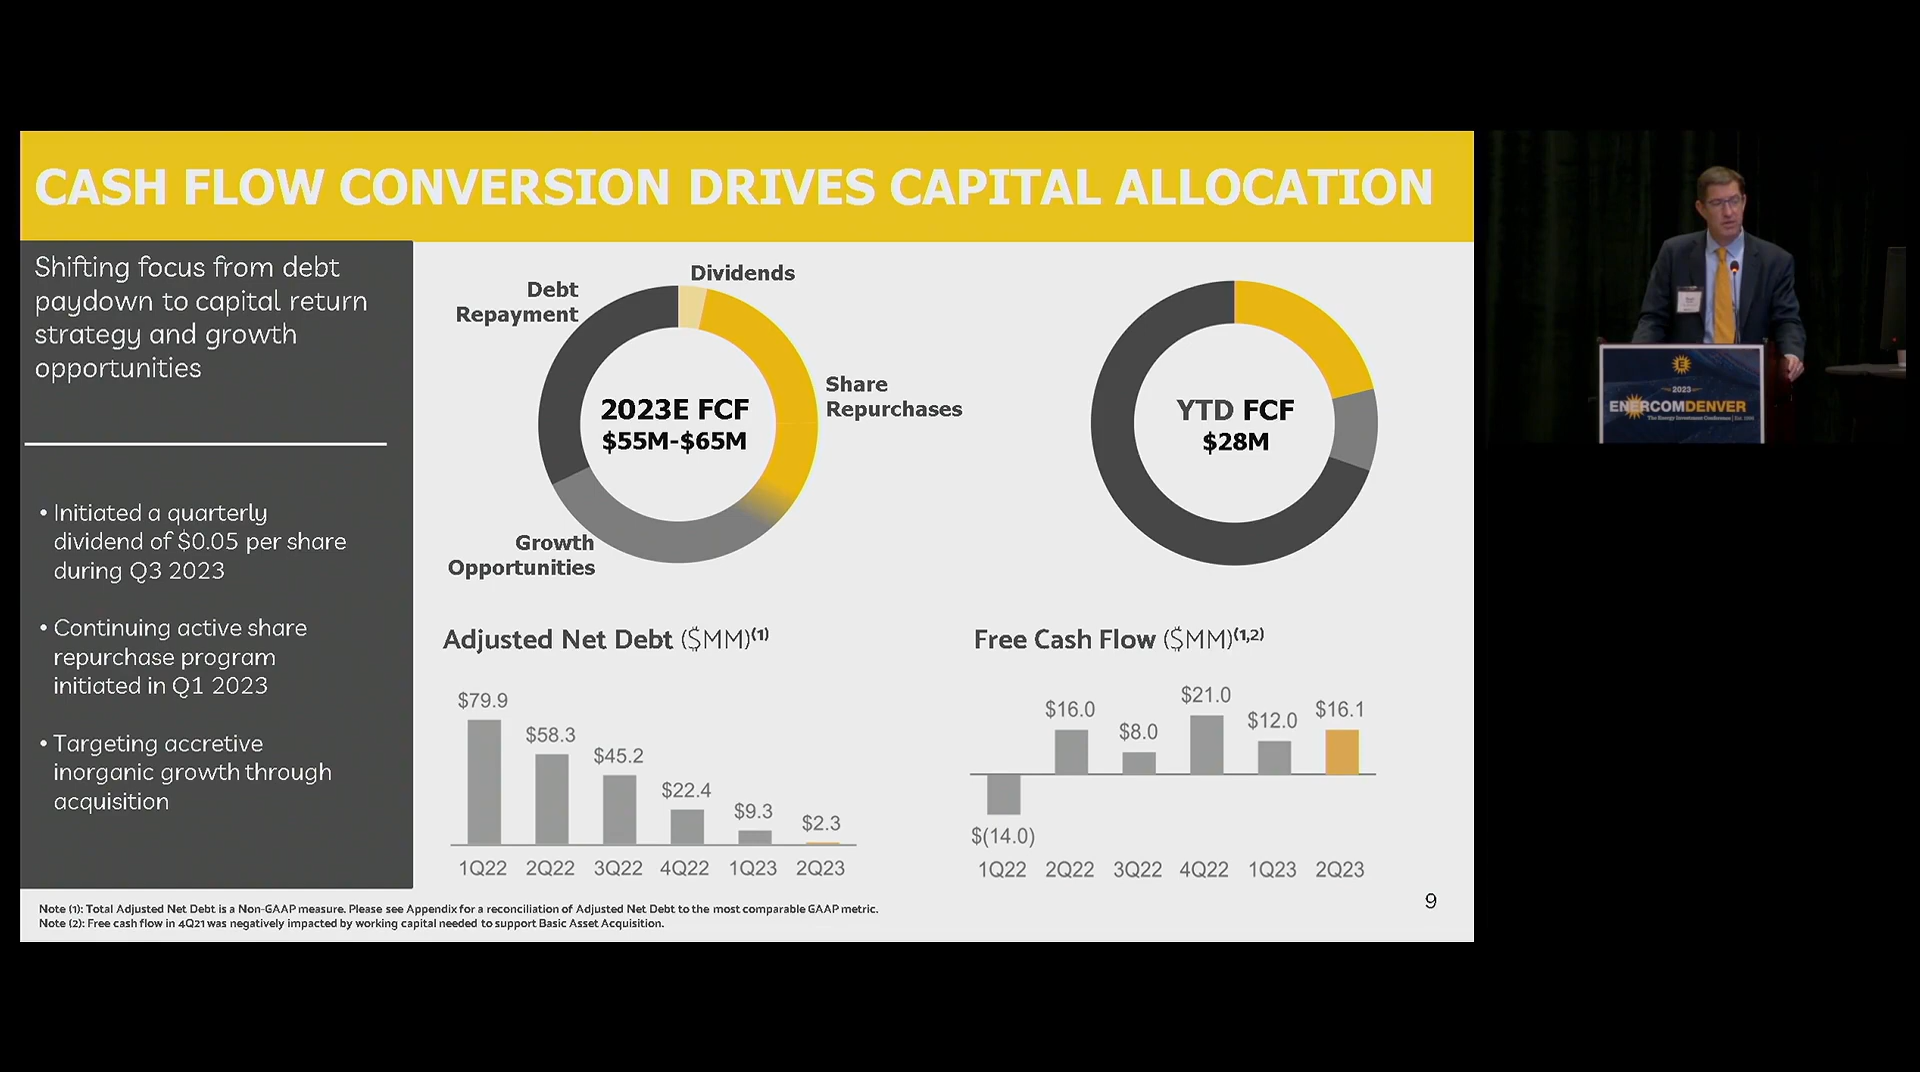 CASH FLOW CONVERSION DRIVES CAPITAL ALLOCATION
Shifting focus from debt
paydown to capital return
strategy and growth
opportunities
• Initiated a quarterly
dividend of $0.05 per share
during Q3 2023
• Continuing active share
repurchase program
initiated in Q1 2023
• Targeting accretive
inorganic growth through
acquisition
Dividends
Debt
Repayment
Share
Repurchases
2023E FCF
$55M-$65M
Growth
Opportunities
YTD FCF
$28M
Adjusted Net Debt ($MM)(1)
$79.9
$58.3
$45.2
$22.4
$9.3
$2.3
1Q22 2Q22 3Q22 4Q22 1Q23 2Q23
Free Cash Flow ($MM)(1,2)
$(14.0)
$16.0
$8.0
$21.0
$12.0
$16.1
1Q22 2Q22 3Q22 4Q22 1Q23 2Q23
Note (1): Total Adjusted Net Debt is a Non-GAAP measure. Please see Appendix for a reconciliation of Adjusted Net Debt to the most comparable GAAP metric.
Note (2): Free cash flow in 4Q21 was negatively impacted by working capital needed to support Basic Asset Acquisition.
9
E
2023
ENERCOMDENVER
The Energy Investment Conference